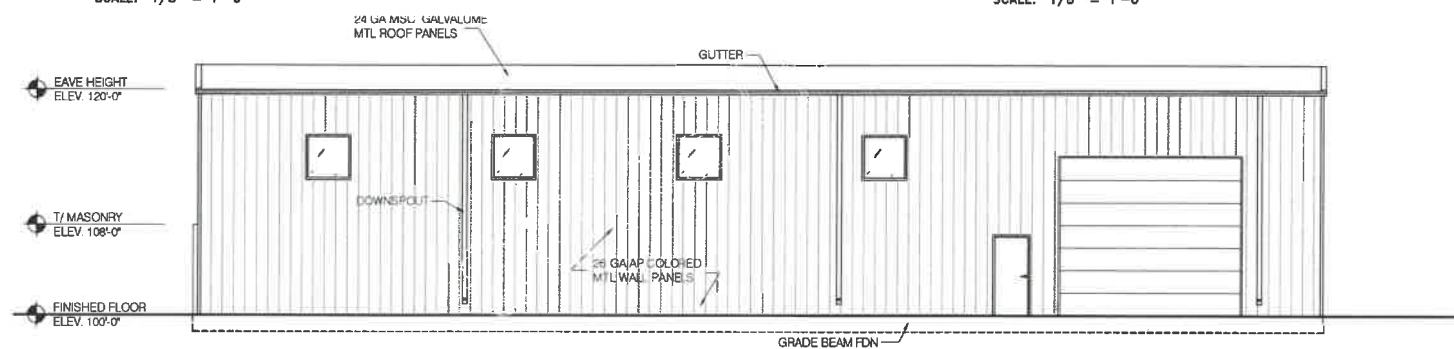 24 GA MSC GALVALUME
MTL ROOF PANELS
GUTTER
EAVE HEIGHT
ELEV. 120'-0"
DOWNSPOUT
T/ MASONRY
ELEV. 108'-0"
26 GA AP COLORED
MTL WALL PANELS
FINISHED FLOOR
ELEV. 100'-0"
GRADE BEAM FDN